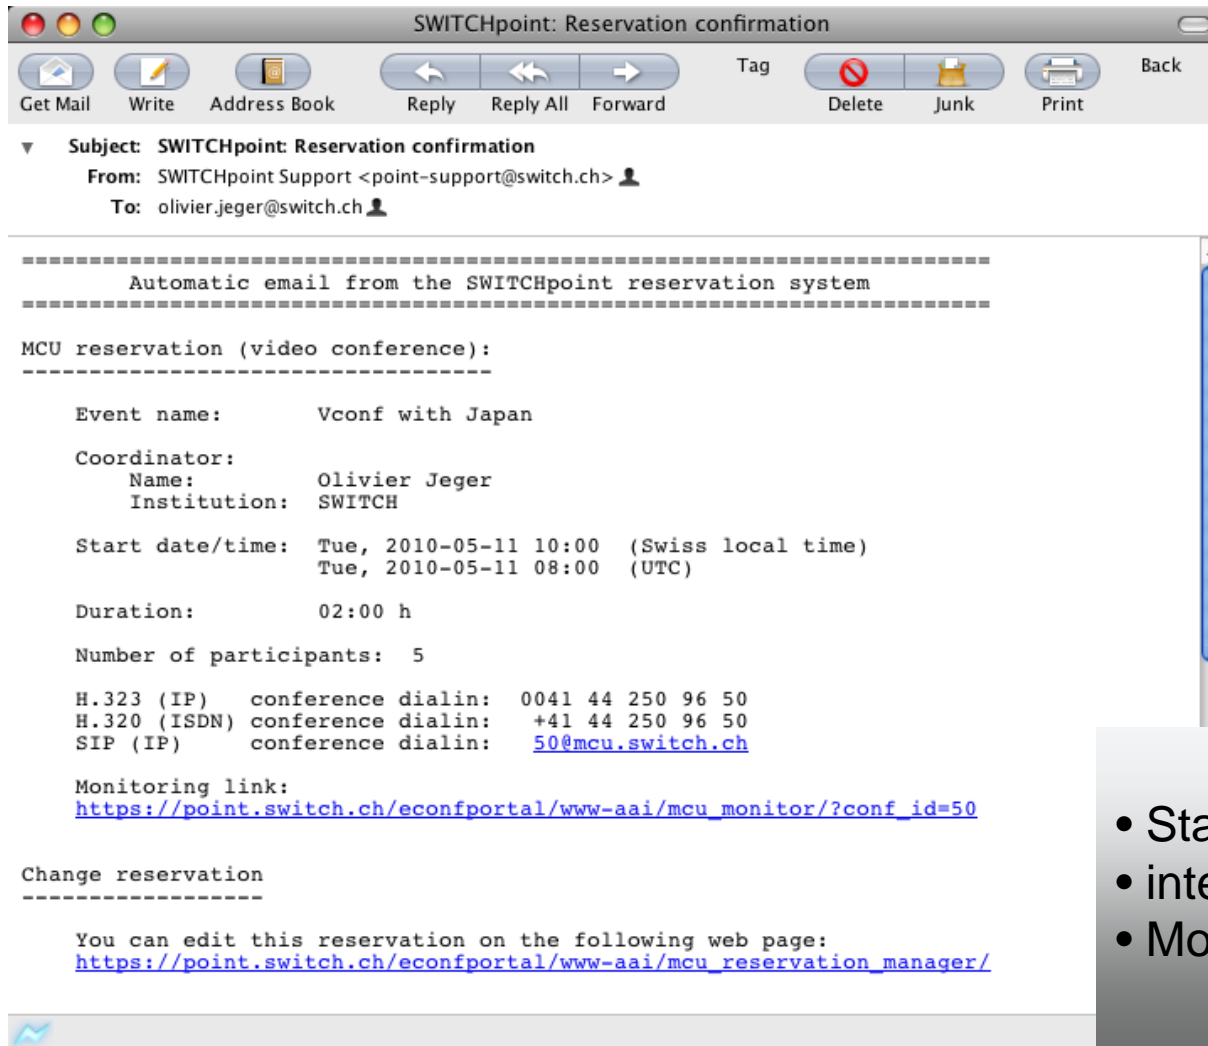 SWITCHpoint: Reservation confirmation
Get Mail Write Address Book Reply Reply All Forward Tag Delete Junk Print Back
Subject: SWITCHpoint: Reservation confirmation
From: SWITCHpoint Support <point-support@switch.ch>
To: olivier.jeger@switch.ch
========================================================================
Automatic email from the SWITCHpoint reservation system
========================================================================
MCU reservation (video conference):
-----------------------------------
Event name: Vconf with Japan
Coordinator:
Name: Olivier Jeger
Institution: SWITCH
Start date/time: Tue, 2010-05-11 10:00 (Swiss local time)
Tue, 2010-05-11 08:00 (UTC)
Duration: 02:00 h
Number of participants: 5
H.323 (IP) conference dialin: 0041 44 250 96 50
H.320 (ISDN) conference dialin: +41 44 250 96 50
SIP (IP) conference dialin: 50@mcu.switch.ch
Monitoring link:
https://point.switch.ch/econfportal/www-aai/mcu_monitor/?conf_id=50
Change reservation
------------------
You can edit this reservation on the following web page:
https://point.switch.ch/econfportal/www-aai/mcu_reservation_manager/
• Sta
• inte
• Mo